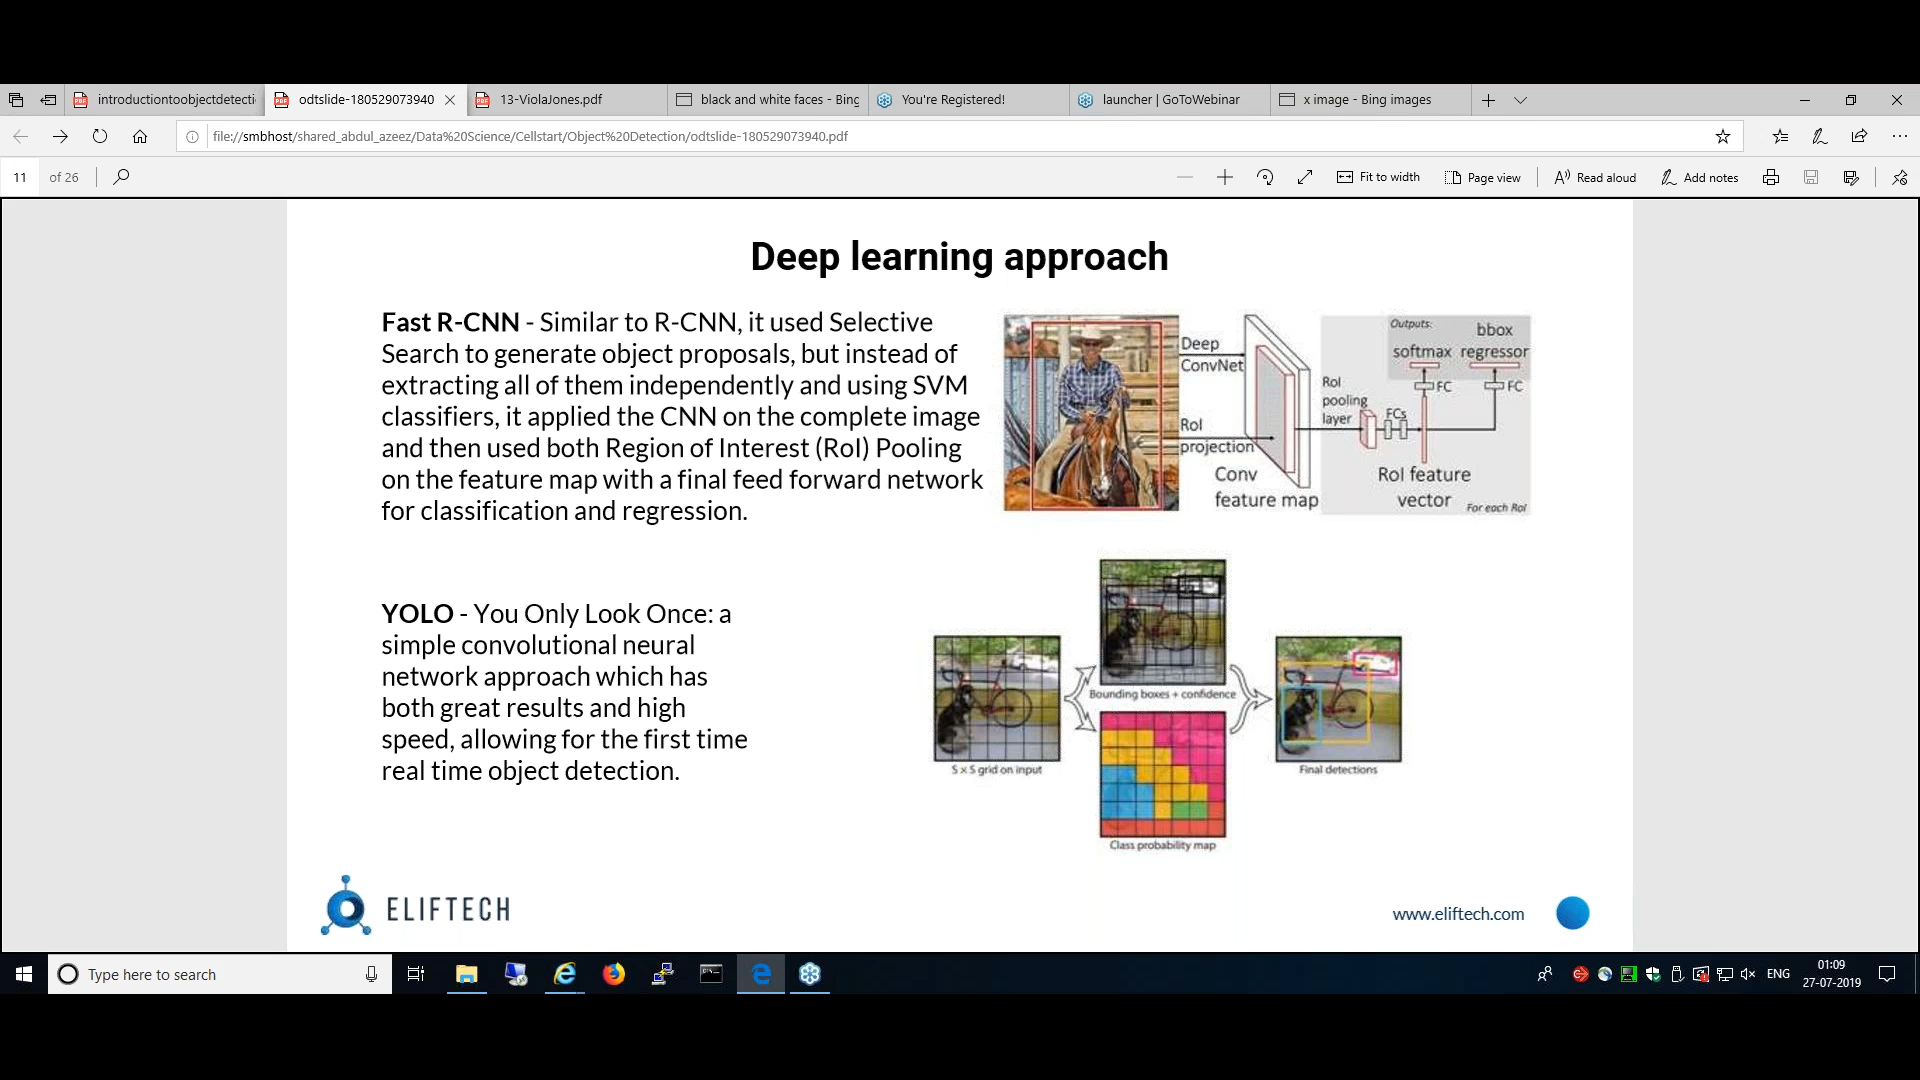 introductiontoobjectdetecti
odtslide-180529073940
13-ViolaJones.pdf
black and white faces - Bing
You're Registered!
launcher | GoToWebinar
x image - Bing images
file://smbhost/shared_abdul_azeez/Data%20Science/Cellstart/Object%20Detection/odtslide-180529073940.pdf
11 of 26
Fit to width
Page view
Read aloud
Add notes
Deep learning approach
Fast R-CNN - Similar to R-CNN, it used Selective
Search to generate object proposals, but instead of
extracting all of them independently and using SVM
classifiers, it applied the CNN on the complete image
and then used both Region of Interest (RoI) Pooling
on the feature map with a final feed forward network
for classification and regression.
Deep
ConvNet
RoI
projection
Conv
feature map
RoI
pooling
layer
FCs
Outputs:
softmax
bbox
regressor
FC
FC
RoI feature
vector
For each RoI
YOLO - You Only Look Once: a
simple convolutional neural
network approach which has
both great results and high
speed, allowing for the first time
real time object detection.
S x S grid on input
Bounding boxes + confidence
Class probability map
Final detections
ELIFTECH
www.eliftech.com
Type here to search
ENG
01:09
27-07-2019